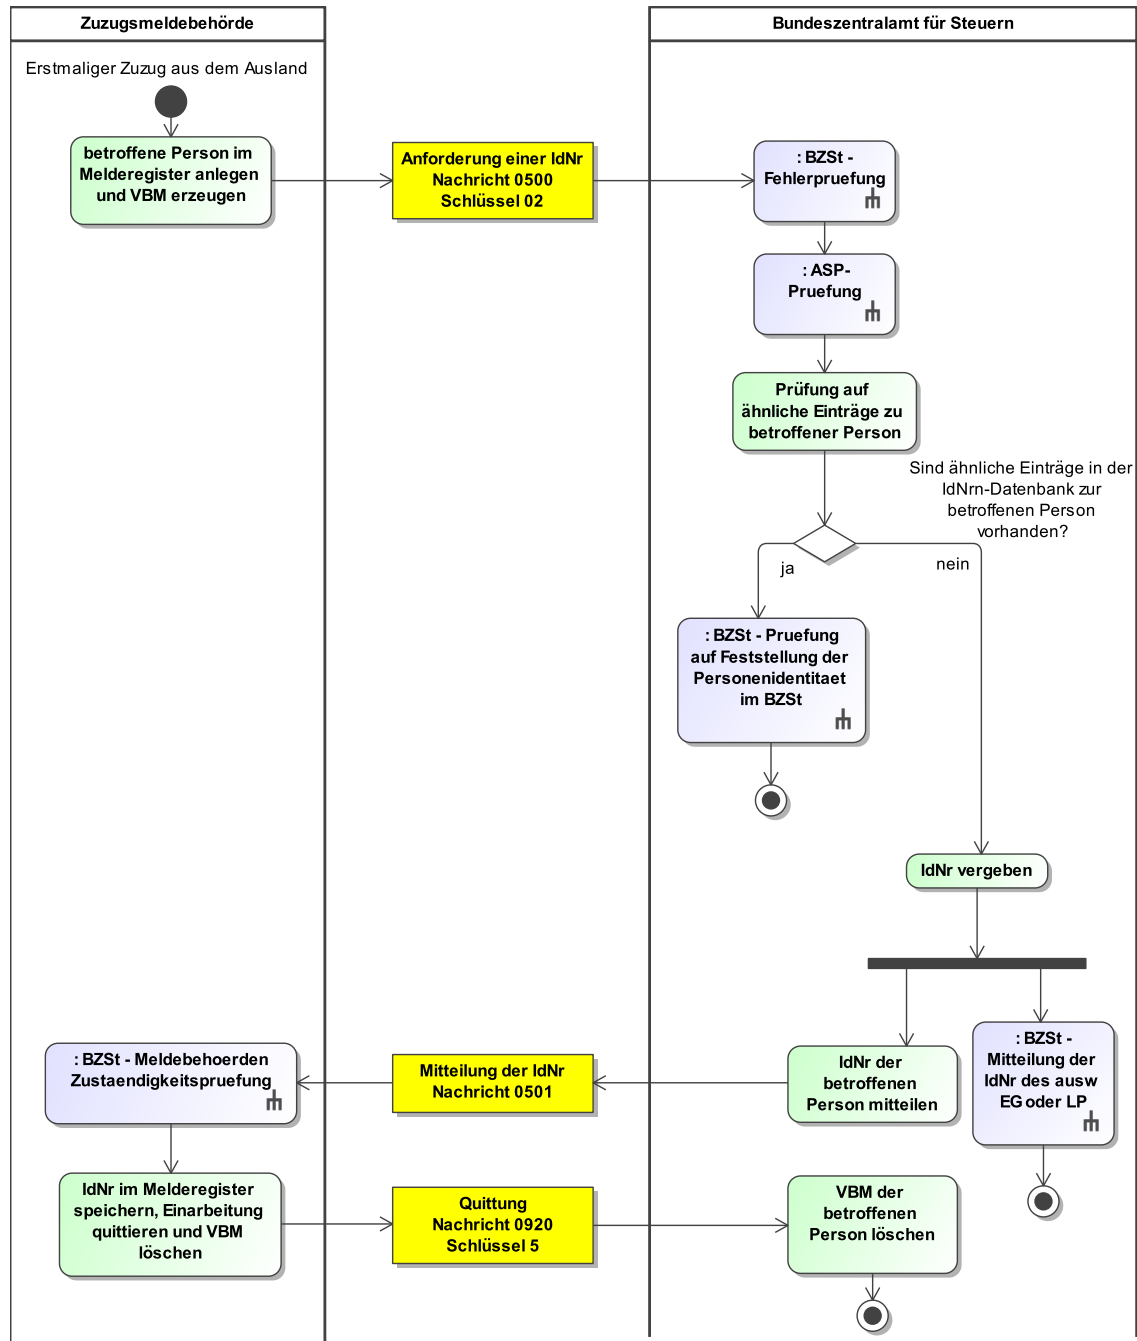 Zuzugsmeldebehörde
Bundeszentralamt für Steuern
Erstmaliger Zuzug aus dem Ausland
betroffene Person im
Melderegister anlegen
und VBM erzeugen
Anforderung einer IdNr
Nachricht 0500
Schlüssel 02
: BZSt -
Fehlerpruefung
: ASP-
Pruefung
Prüfung auf
ähnliche Einträge zu
betroffener Person
Sind ähnliche Einträge in der
IdNrn-Datenbank zur
betroffenen Person
vorhanden?
ja
nein
: BZSt - Pruefung
auf Feststellung der
Personenidentitaet
im BZSt
IdNr vergeben
: BZSt - Meldebehoerden
Zustaendigkeitspruefung
Mitteilung der IdNr
Nachricht 0501
IdNr der
betroffenen
Person mitteilen
: BZSt -
Mitteilung der
IdNr des ausw
EG oder LP
IdNr im Melderegister
speichern, Einarbeitung
quittieren und VBM
löschen
Quittung
Nachricht 0920
Schlüssel 5
VBM der
betroffenen
Person löschen